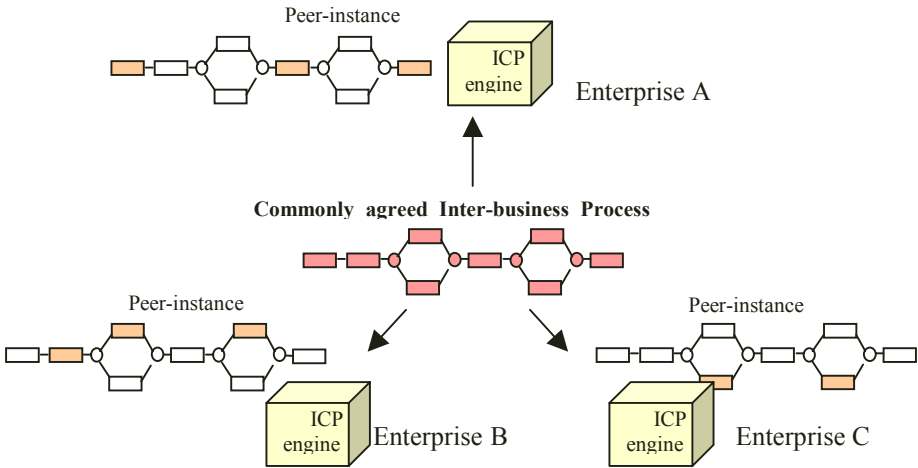 Peer-instance
ICP
engine
Enterprise A
Commonly agreed Inter-business Process
Peer-instance
Peer-instance
ICP
engine
Enterprise B
ICP
engine
Enterprise C